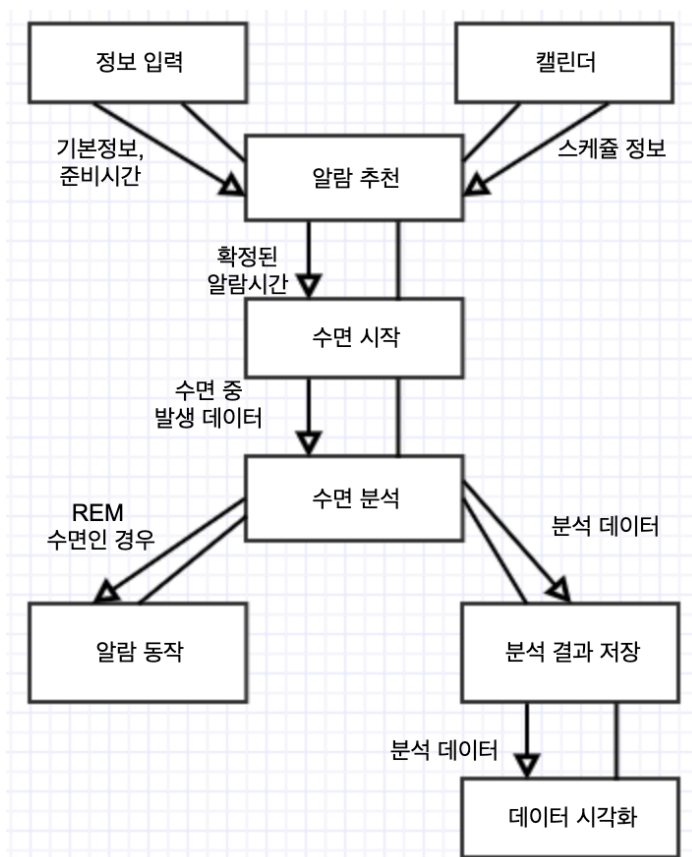 정보 입력
캘린더
기본정보,
준비시간
스케쥴 정보
알람 추천
확정된
알람시간
수면 시작
수면 중
발생 데이터
수면 분석
REM
수면인 경우
분석 데이터
알람 동작
분석 결과 저장
분석 데이터
데이터 시각화